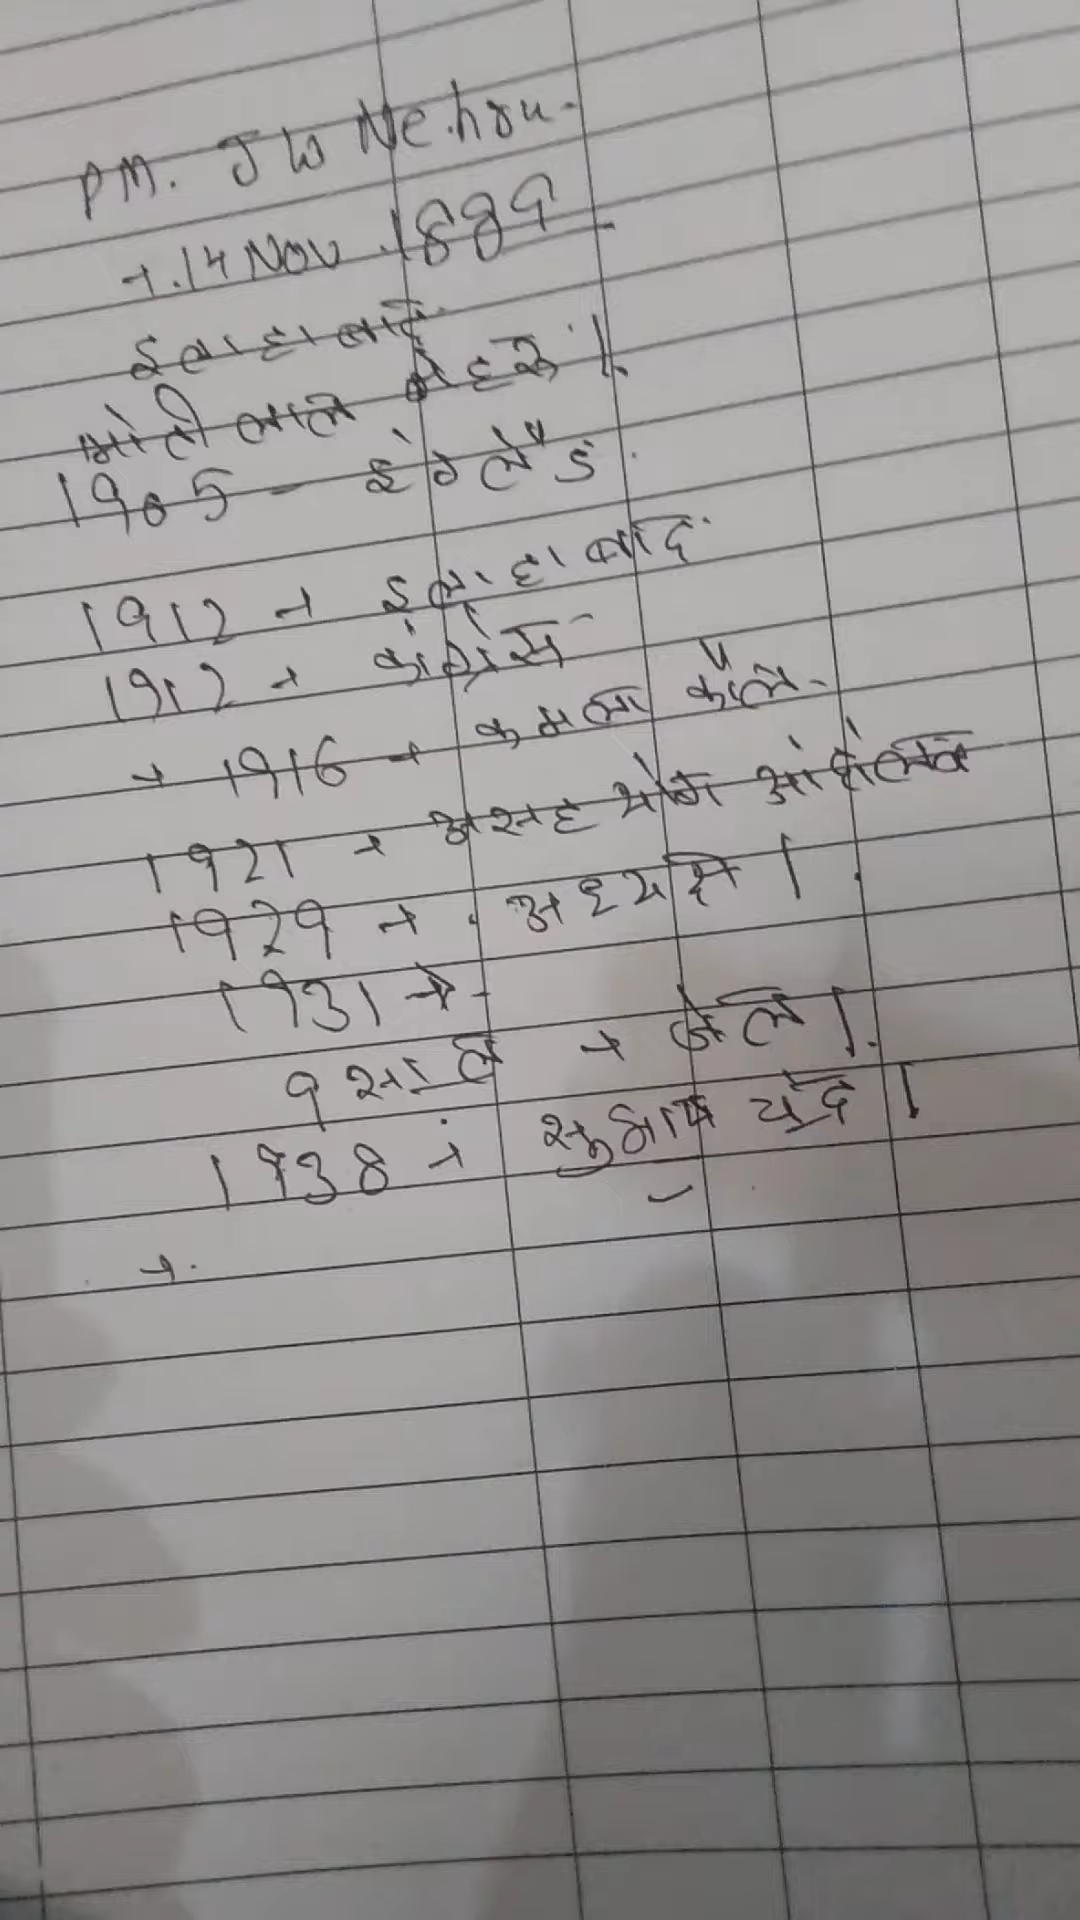 PM. JW Nehru.
→ .14 Nov 1889
इलाहाबाद
मोतीलाल नेहरू ।
1905 - इंग्लैंड
1912 → इलाहाबाद
1912 → कांग्रेस
→ 1916 → कमला कौल
1921 → असहयोग आंदोलन
1929 → अध्यक्ष ।
1931 →
9 साल → जेल ।
1938 → सुभाष चंद्र ।
→ .